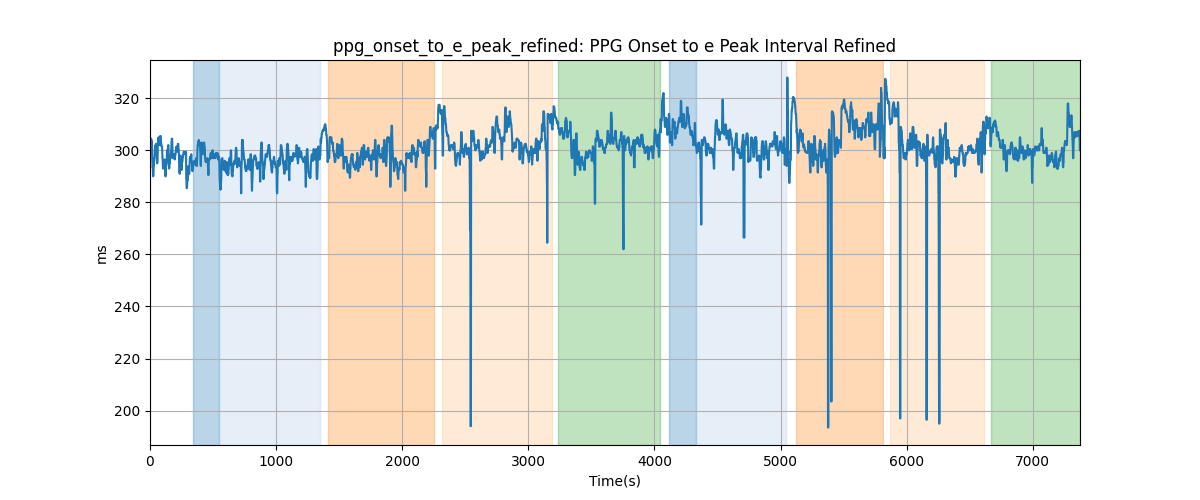 ppg_onset_to_e_peak_refined: PPG Onset to e Peak Interval Refined
320
300
280
260
240
220
200
ms
0 1000 2000 3000 4000 5000 6000 7000
Time(s)